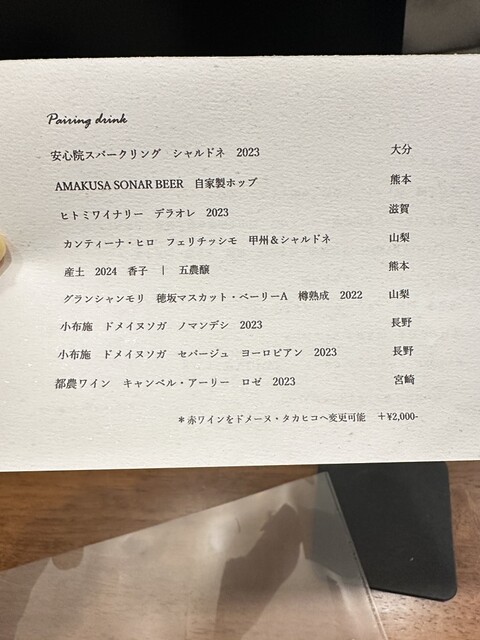 Pairing drink
安心院スパークリング　シャルドネ　2023　大分
AMAKUSA SONAR BEER　自家製ホップ　熊本
ヒトミワイナリー　デラオレ　2023　滋賀
カンティーナ・ヒロ　フェリチッシモ　甲州＆シャルドネ　山梨
産土　2024　香子　｜　五農醸　熊本
グランシャンモリ　穂坂マスカット・ベーリーA　樽熟成　2022　山梨
小布施　ドメイヌソガ　ノマンデシ　2023　長野
小布施　ドメイヌソガ　セパージュ　ヨーロピアン　2023　長野
都農ワイン　キャンベル・アーリー　ロゼ　2023　宮崎
＊赤ワインをドメーヌ・タカヒコへ変更可能　＋¥2,000-